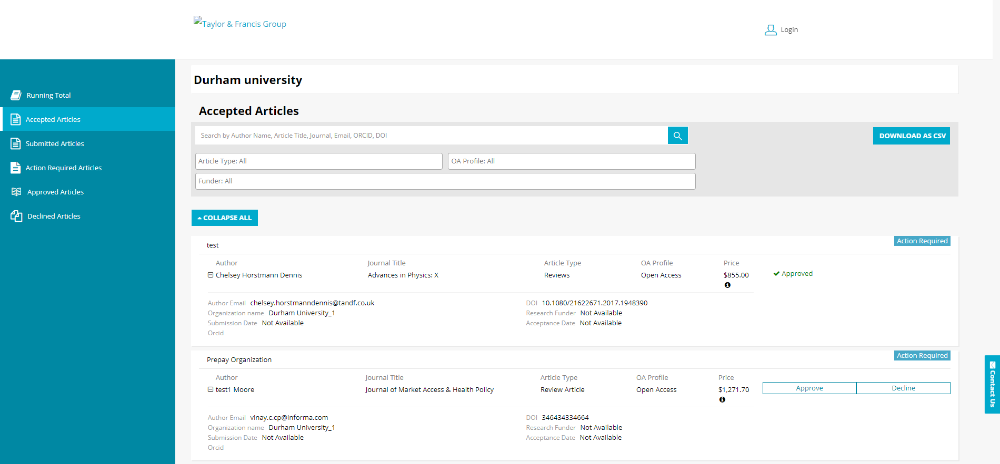 Taylor & Francis Group
Login
Running Total
Accepted Articles
Submitted Articles
Action Required Articles
Approved Articles
Declined Articles
Durham university
Accepted Articles
Search by Author Name, Article Title, Journal, Email, ORCID, DOI
DOWNLOAD AS CSV
Article Type: All
OA Profile: All
Funder: All
COLLAPSE ALL
test
Action Required
Author Journal Title Article Type OA Profile Price
Chelsey Horstmann Dennis Advances in Physics: X Reviews Open Access $855.00 Approved
Author Email chelsey.horstmanndennis@tandf.co.uk DOI 10.1080/21622671.2017.1948390
Organization name Durham University_1 Research Funder Not Available
Submission Date Not Available Acceptance Date Not Available
Orcid
Prepay Organization
Action Required
Author Journal Title Article Type OA Profile Price
test1 Moore Journal of Market Access & Health Policy Review Article Open Access $1,271.70 Approve Decline
Author Email vinay.c.cp@informa.com DOI 346434334664
Organization name Durham University_1 Research Funder Not Available
Submission Date Not Available Acceptance Date Not Available
Orcid
Contact Us